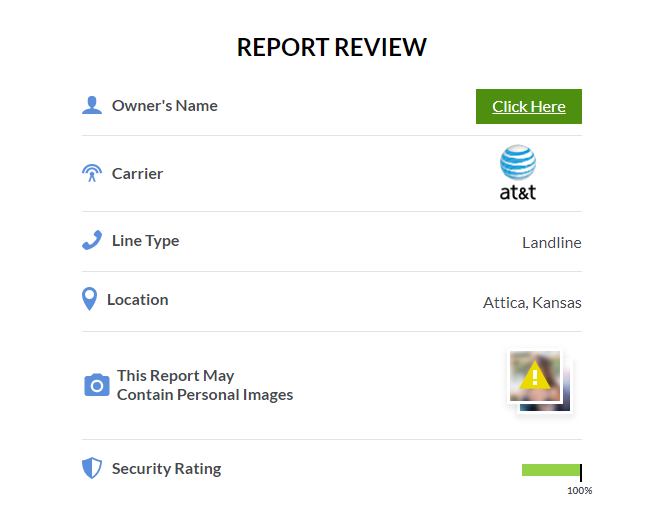 REPORT REVIEW
Owner's Name
Click Here
Carrier
at&t
Line Type
Landline
Location
Attica, Kansas
This Report May
Contain Personal Images
Security Rating
100%